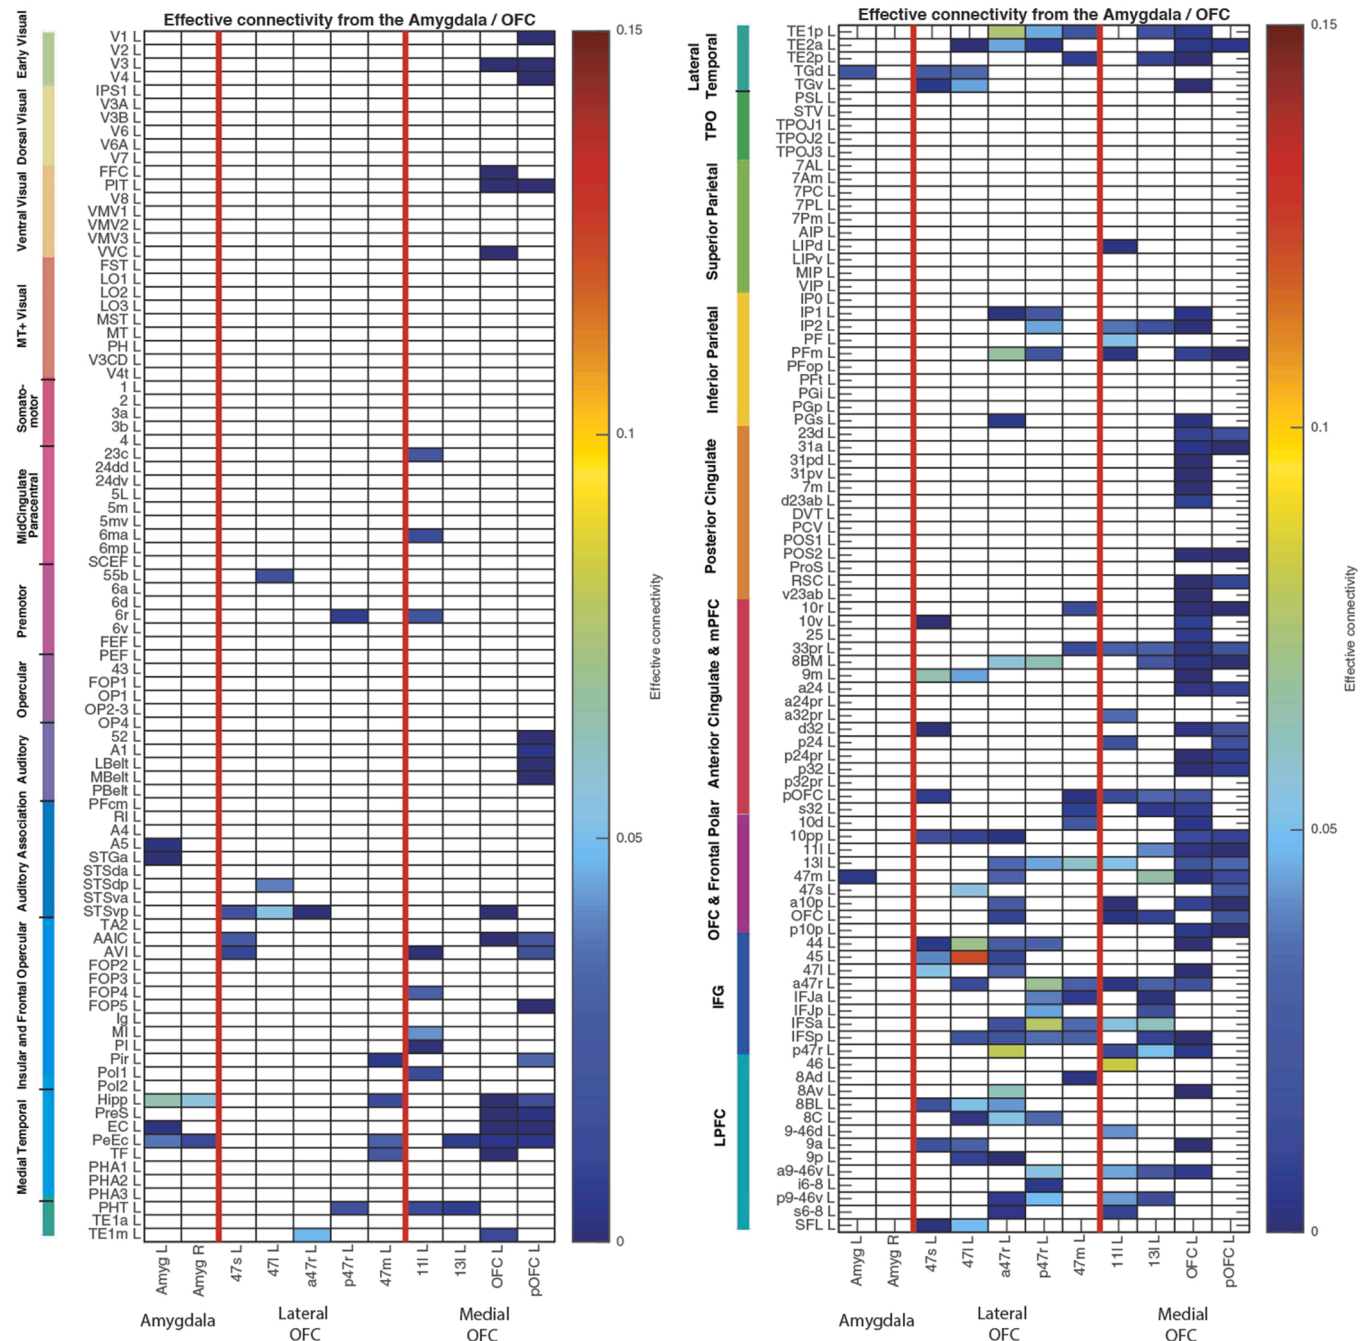 Effective connectivity from the Amygdala / OFC
Early Visual
Dorsal Visual
Ventral Visual
MT+ Visual
Somato-
motor
MidCingulate
Paracentral
Premotor
Opercular
Auditory
Auditory Association
Insular and Frontal Opercular
Medial Temporal
V1 L
V2 L
V3 L
V4 L
IPS1 L
V3A L
V3B L
V6 L
V6A L
V7 L
FFC L
PIT L
V8 L
VMV1 L
VMV2 L
VMV3 L
VVC L
FST L
LO1 L
LO2 L
LO3 L
MST L
MT L
PH L
V3CD L
V4t L
1 L
2 L
3a L
3b L
4 L
23c L
24dd L
24dv L
5L L
5m L
5mv L
6ma L
6mp L
SCEF L
55b L
6a L
6d L
6r L
6v L
FEF L
PEF L
43 L
FOP1 L
OP1 L
OP2-3 L
OP4 L
52 L
A1 L
LBelt L
MBelt L
PBelt L
PFcm L
RI L
A4 L
A5 L
STGa L
STSda L
STSdp L
STSva L
STSvp L
TA2 L
AAIC L
AVI L
FOP2 L
FOP3 L
FOP4 L
FOP5 L
Ig L
MI L
PI L
Pir L
PoI1 L
PoI2 L
Hipp L
PreS L
EC L
PeEc L
TF L
PHA1 L
PHA2 L
PHA3 L
PHT L
TE1a L
TE1m L
Amyg L
Amyg R
47s L
47l L
a47r L
p47r L
47m L
11l L
13l L
OFC L
pOFC L
Amygdala
Lateral
OFC
Medial
OFC
0.15
0.1
0.05
0
Effective connectivity
Effective connectivity from the Amygdala / OFC
Lateral
Temporal
TPO
Superior Parietal
Inferior Parietal
Posterior Cingulate
Anterior Cingulate & mPFC
OFC & Frontal Polar
IFG
LPFC
TE1p L
TE2a L
TE2p L
TGd L
TGv L
PSL L
STV L
TPOJ1 L
TPOJ2 L
TPOJ3 L
7AL L
7Am L
7PC L
7PL L
7Pm L
AIP L
LIPd L
LIPv L
MIP L
VIP L
IP0 L
IP1 L
IP2 L
PF L
PFm L
PFop L
PFt L
PGi L
PGp L
PGs L
23d L
31a L
31pd L
31pv L
7m L
d23ab L
DVT L
PCV L
POS1 L
POS2 L
ProS L
RSC L
v23ab L
10r L
10v L
25 L
33pr L
8BM L
9m L
a24 L
a24pr L
a32pr L
d32 L
p24 L
p24pr L
p32 L
p32pr L
pOFC L
s32 L
10d L
10pp L
11l L
13l L
47m L
47s L
a10p L
OFC L
p10p L
44 L
45 L
47l L
a47r L
IFJa L
IFJp L
IFSa L
IFSp L
p47r L
46 L
8Ad L
8Av L
8BL L
8C L
9-46d L
9a L
9p L
a9-46v L
i6-8 L
p9-46v L
s6-8 L
SFL L
Amyg L
Amyg R
47s L
47l L
a47r L
p47r L
47m L
11l L
13l L
OFC L
pOFC L
Amygdala
Lateral
OFC
Medial
OFC
0.15
0.1
0.05
0
Effective connectivity